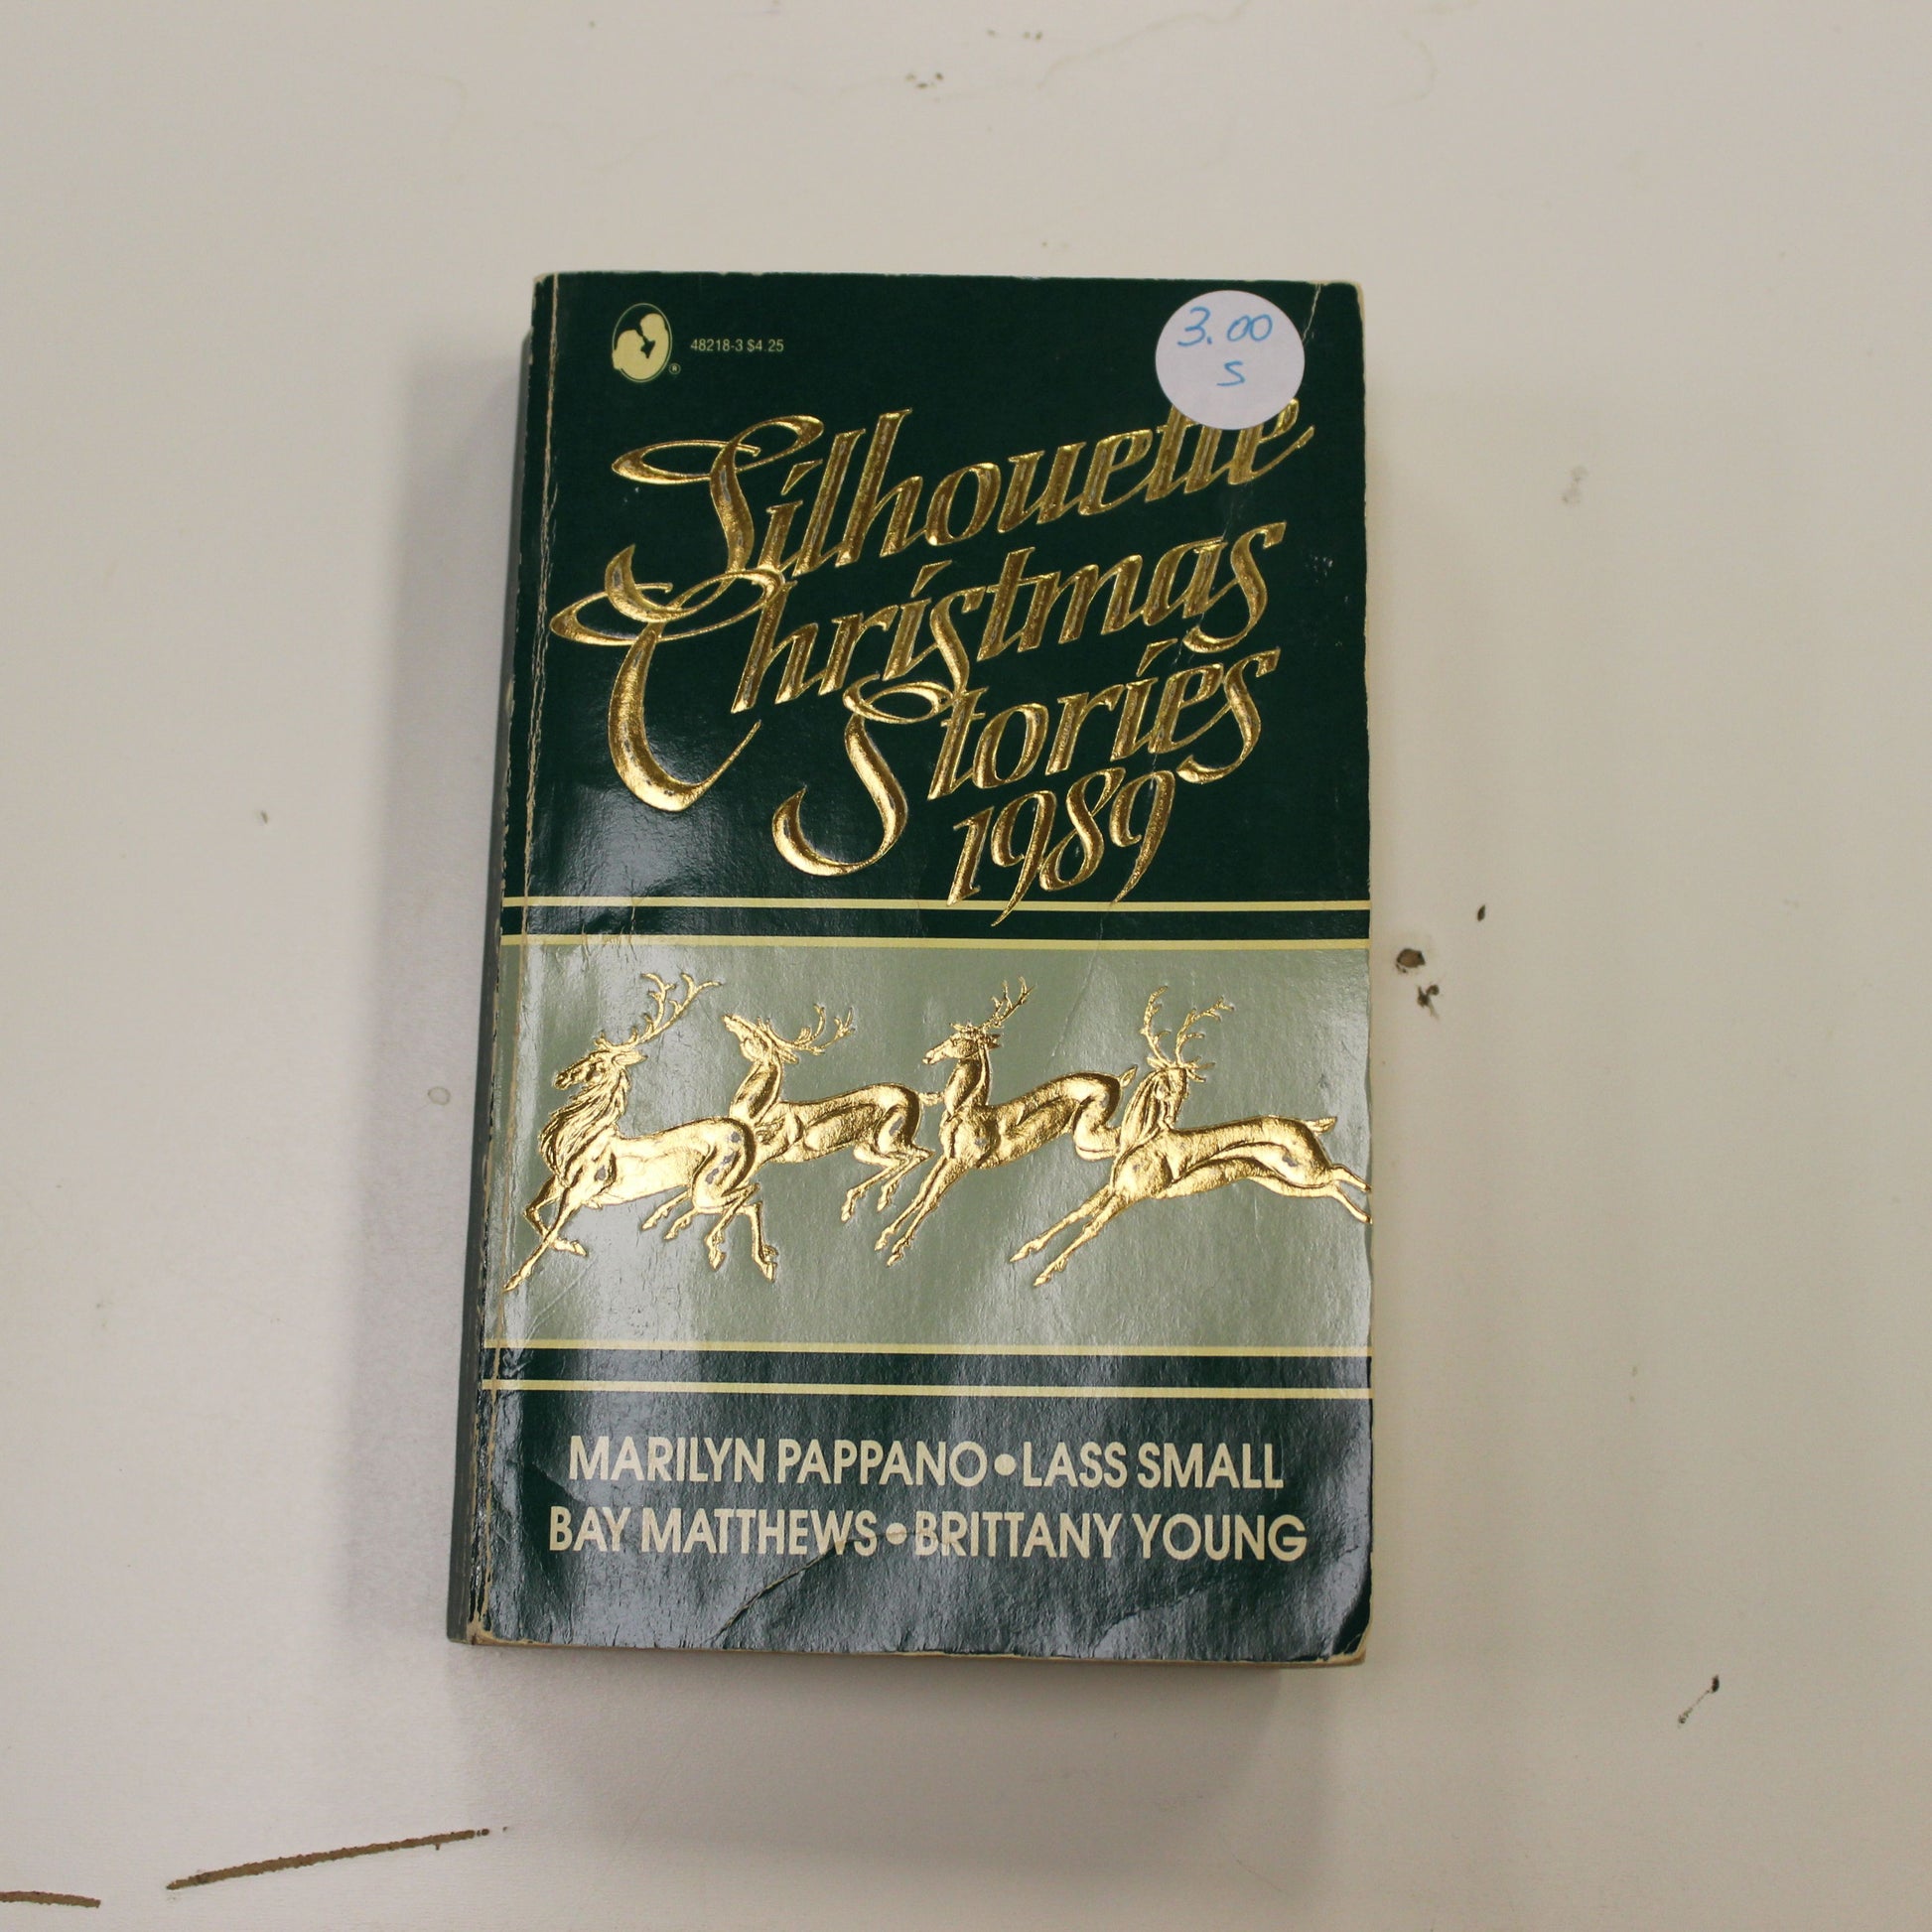 48218-3 $4.25
3.00
S
Silhouette
Christmas
Stories
1989
MARILYN PAPPANO•LASS SMALL
BAY MATTHEWS•BRITTANY YOUNG